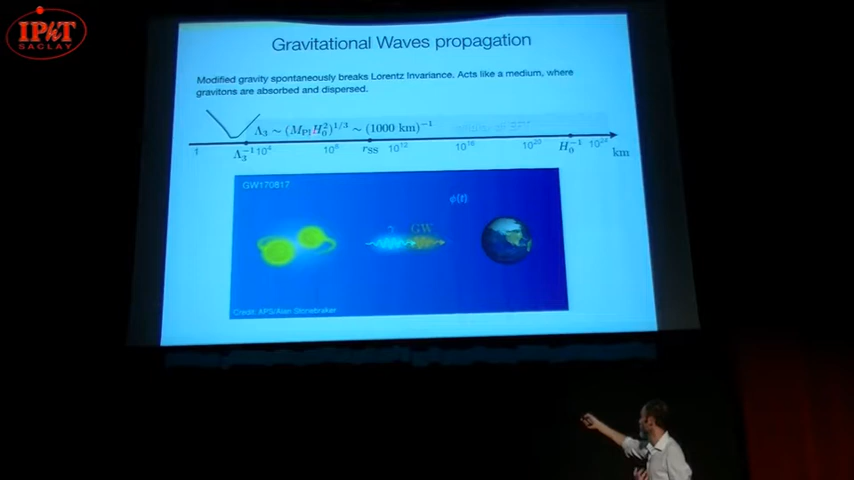 IPhT
SACLAY
Gravitational Waves propagation
Modified gravity spontaneously breaks Lorentz Invariance. Acts like a medium, where
gravitons are absorbed and dispersed.
Λ₃ ∼ (M_Pl H₀²)^{1/3} ∼ (1000 km)⁻¹
1 Λ₃⁻¹ 10⁴ 10⁸ r_SS 10¹² 10¹⁶ 10²⁰ H₀⁻¹ 10²⁴ km
GW170817
ϕ(t)
γ GW
Credit: APS/Alan Stonebraker